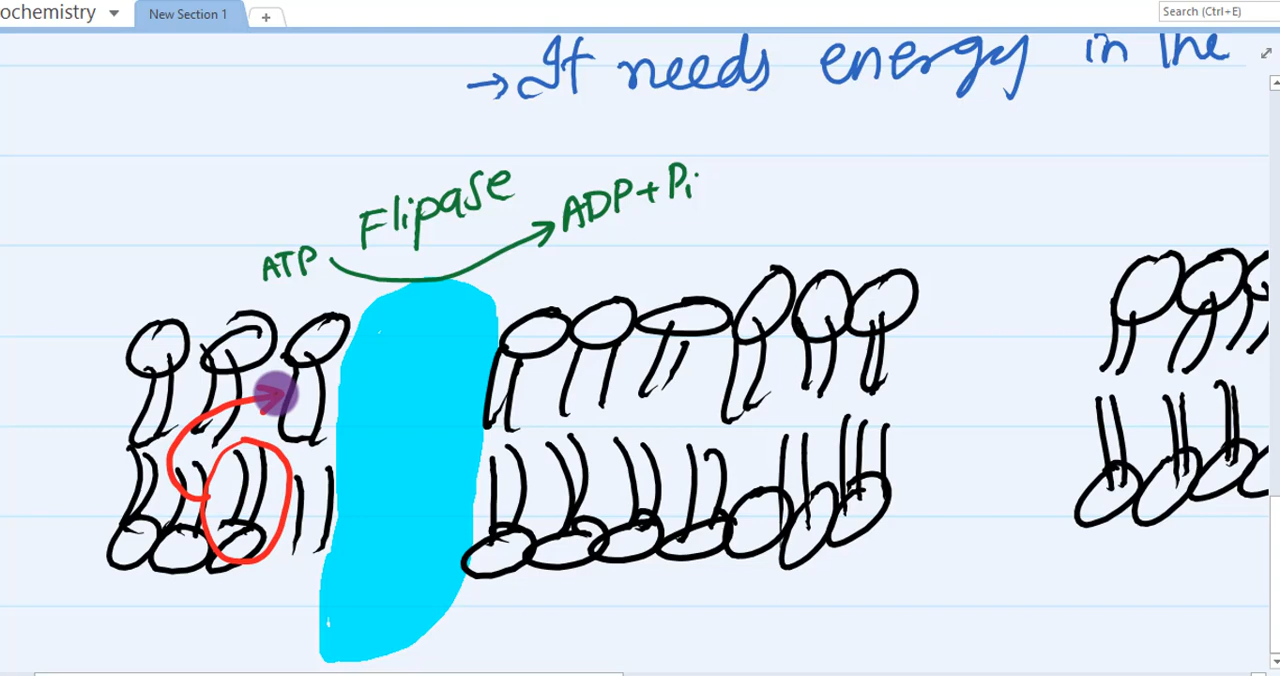 ochemistry
New Section 1
+
Search (Ctrl+E)
→ It needs energy in the
Flipase
ATP
ADP+Pi